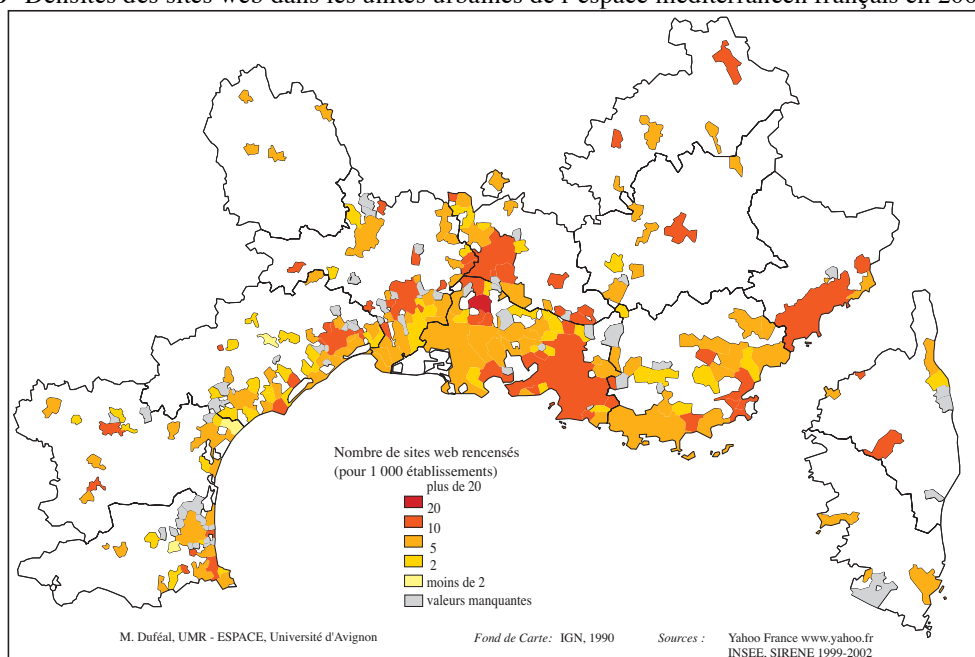 Densités des sites web dans les unités urbaines de l'espace méditerranéen français en
Nombre de sites web rencensés
(pour 1 000 établissements)
plus de 20
20
10
5
2
moins de 2
valeurs manquantes
M. Duféal, UMR - ESPACE, Université d'Avignon
Fond de Carte: IGN, 1990
Sources : Yahoo France www.yahoo.fr
INSEE, SIRENE 1999-2002